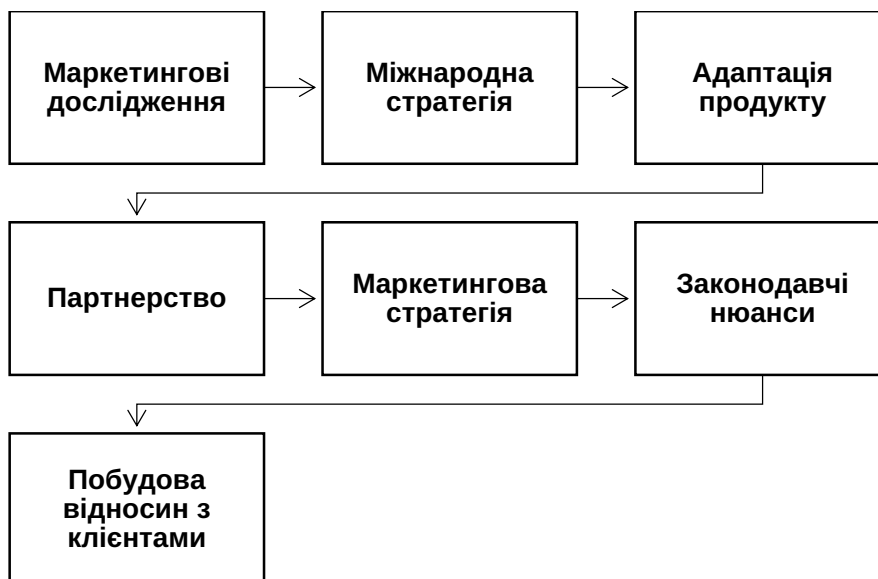 Маркетингові
дослідження
Міжнародна
стратегія
Адаптація
продукту
Партнерство
Маркетингова
стратегія
Законодавчі
нюанси
Побудова
відносин з
клієнтами